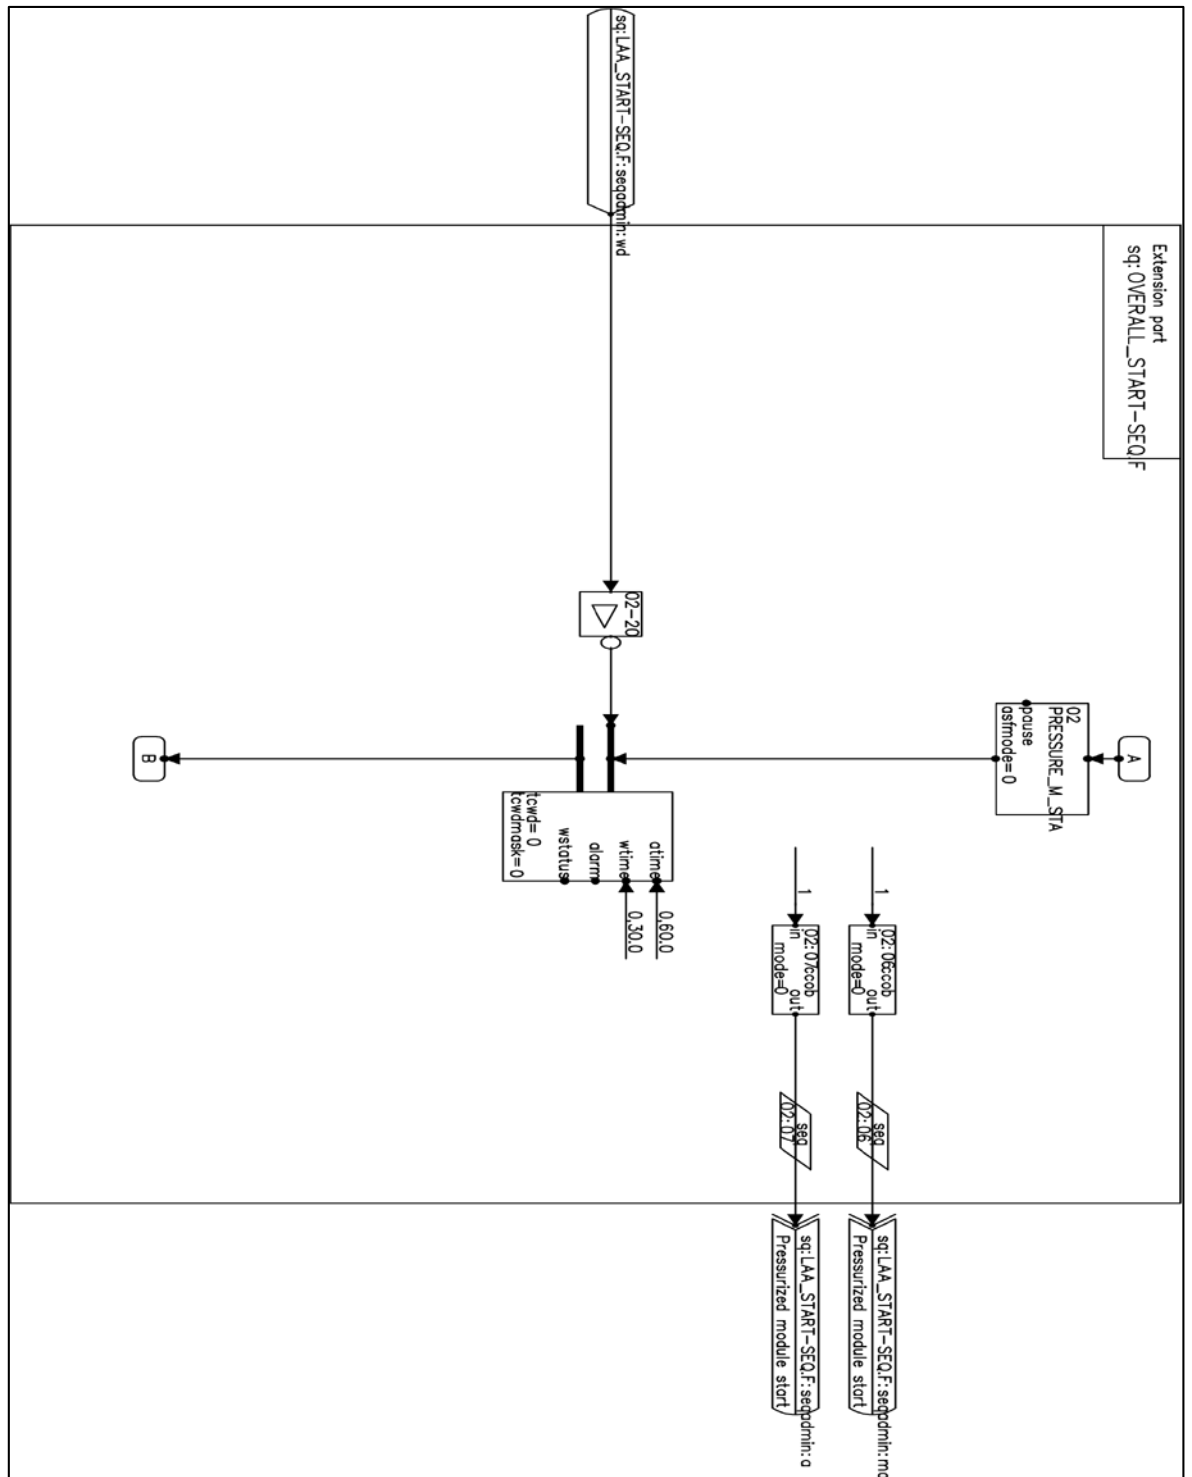 Extension part
sq:OVERALL_START-SEQ.F
A
02
PRESSURE_M_STA
pause
asfmode=0
1
02:06ccob
in out
mode=0
seq
02:06
sq:LAA_START-SEQ.F:seqadmin:mo
Pressurized module start
1
02:07ccob
in out
mode=0
seq
02:07
sq:LAA_START-SEQ.F:seqadmin:a
Pressurized module start
sq:LAA_START-SEQ.F:seqadmin:wd
02-20
atime
0,60.0
wtime
0,30.0
alarm
wstatus
tcwd=0
tcwdmask=0
B